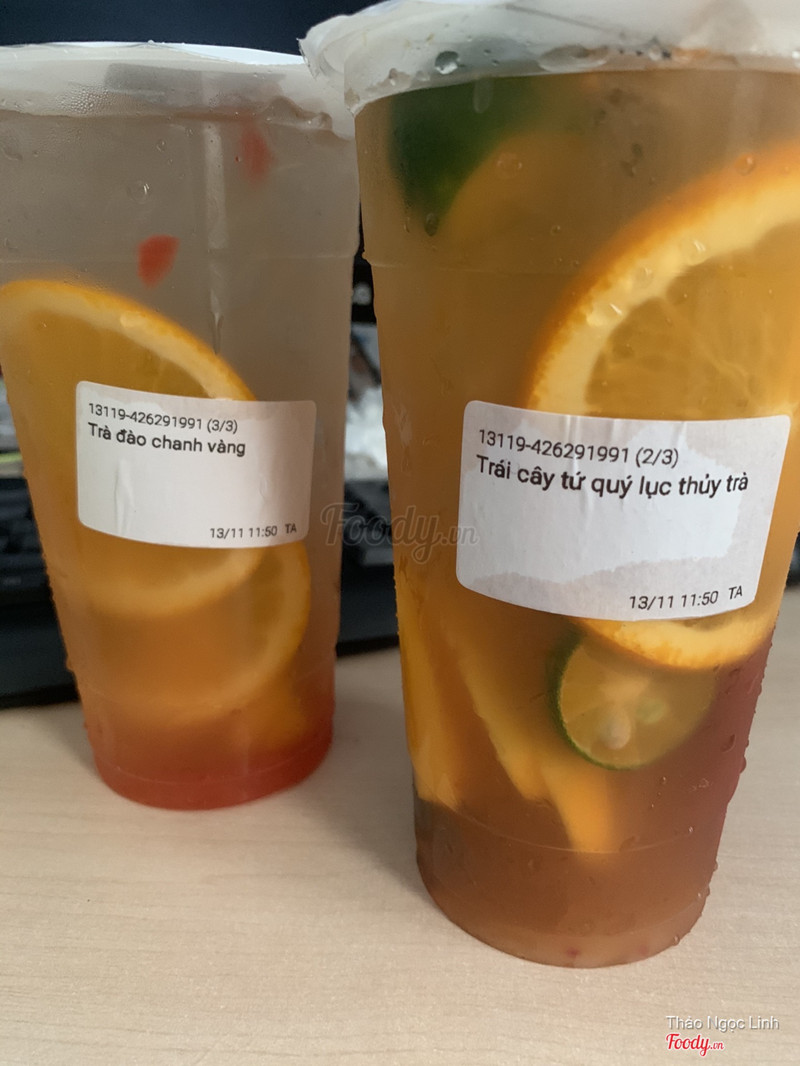 13119-426291991 (3/3)
Trà đào chanh vàng
13/11 11:50 TA
13119-426291991 (2/3)
Trái cây tứ quý lục thủy trà
13/11 11:50 TA
Foody.vn
Thảo Ngọc Linh
Foody.vn